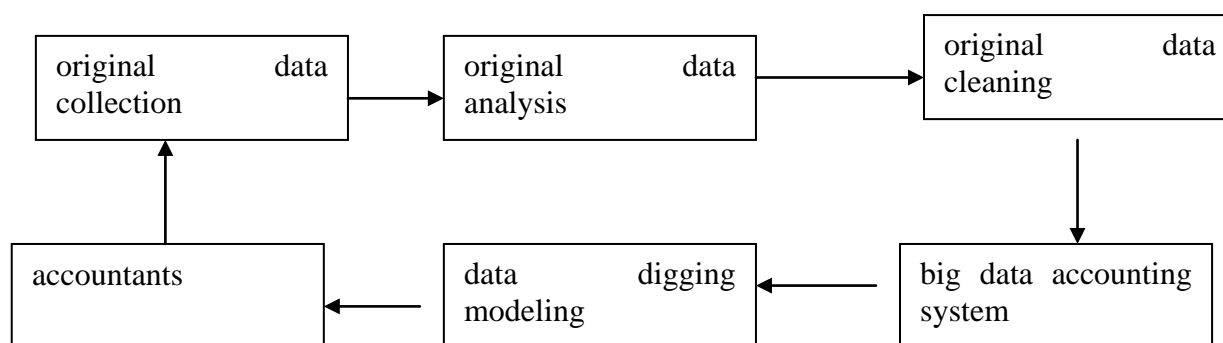 original data
collection
original data
analysis
original data
cleaning
accountants
data digging
modeling
big data accounting
system